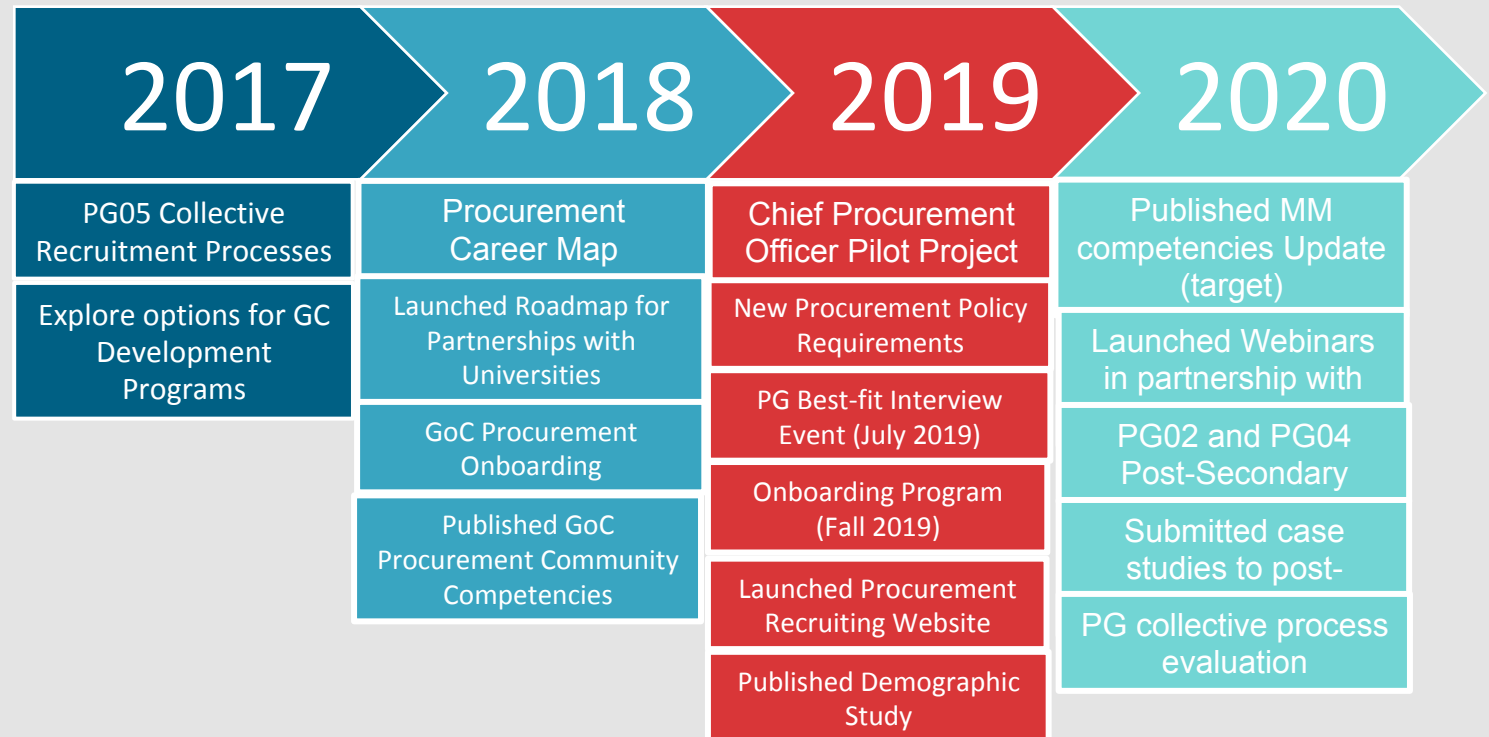 2017
2018
2019
2020
PG05 Collective
Recruitment Processes
Explore options for GC
Development
Programs
Procurement
Career Map
Launched Roadmap for
Partnerships with
Universities
GoC Procurement
Onboarding
Published GoC
Procurement Community
Competencies
Chief Procurement
Officer Pilot Project
New Procurement Policy
Requirements
PG Best-fit Interview
Event (July 2019)
Onboarding Program
(Fall 2019)
Launched Procurement
Recruiting Website
Published Demographic
Study
Published MM
competencies Update
(target)
Launched Webinars
in partnership with
PG02 and PG04
Post-Secondary
Submitted case
studies to post-
PG collective process
evaluation